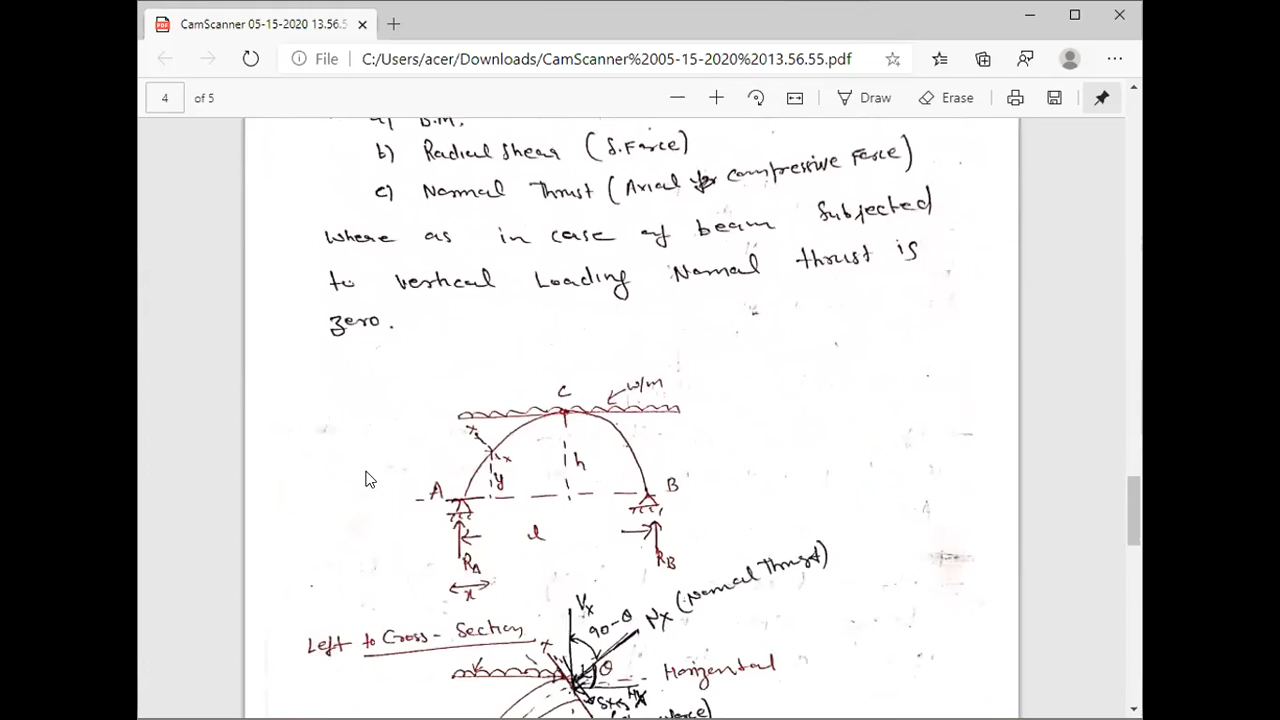 CamScanner 05-15-2020 13.56.5
File C:/Users/acer/Downloads/CamScanner%2005-15-2020%2013.56.55.pdf
4 of 5
Draw Erase
a) B.M.
b) Radial Shear (S.Force)
c) Normal Thrust (Axial compressive Force)
where as in case of beam Subjected
to vertical Loading Normal thrust is
zero.
C w/m
x x
y h
A B
l
RA RB
x
Left to Cross-Section
Vx 90-θ Nx (Normal Thrust)
x θ Horizontal